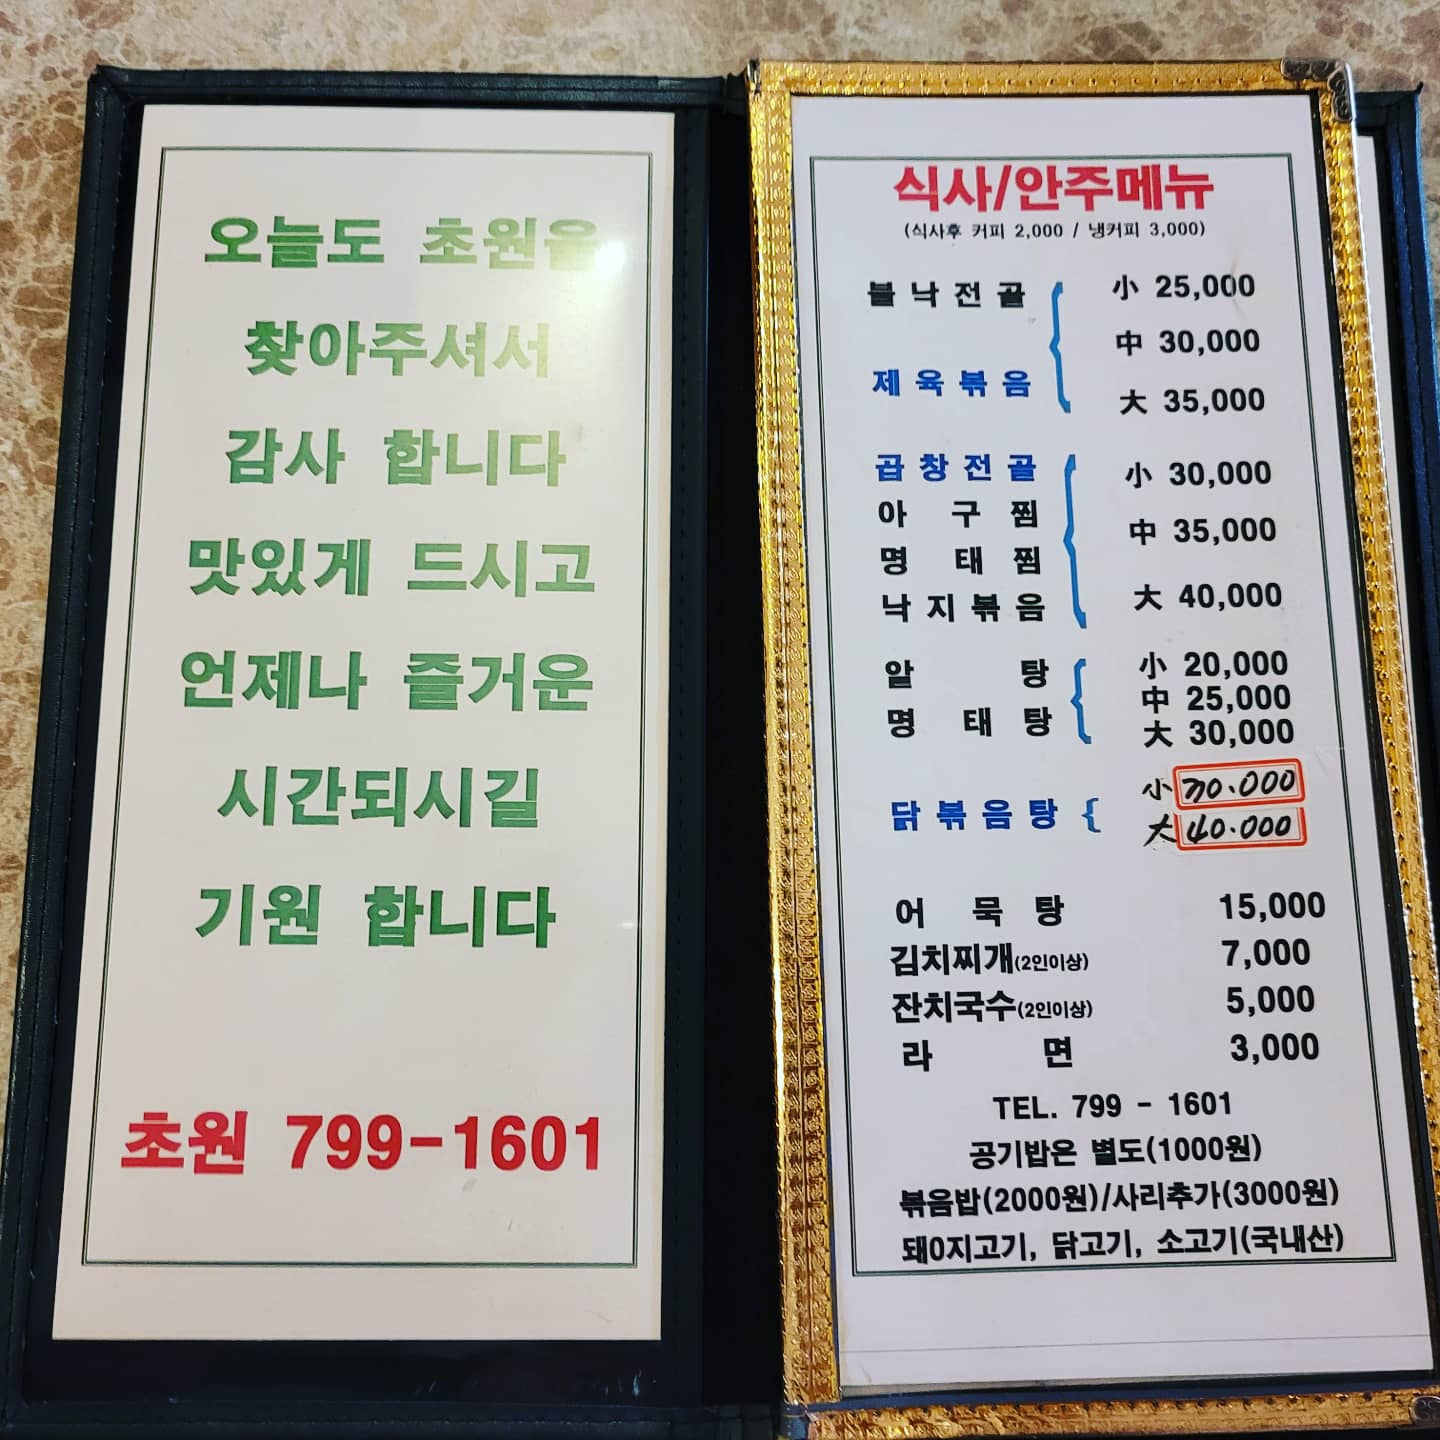 오늘도 초원을
찾아주셔서
감사 합니다
맛있게 드시고
언제나 즐거운
시간되시길
기원 합니다
초원 799-1601
식사/안주메뉴
(식사후 커피 2,000 / 냉커피 3,000)
불낙전골
제육볶음
小 25,000
中 30,000
大 35,000
곱창전골
아구찜
명태찜
낙지볶음
小 30,000
中 35,000
大 40,000
알탕
명태탕
小 20,000
中 25,000
大 30,000
닭볶음탕
小 30.000
大 40.000
어묵탕 15,000
김치찌개(2인이상) 7,000
잔치국수(2인이상) 5,000
라면 3,000
TEL. 799 - 1601
공기밥은 별도(1000원)
볶음밥(2000원)/사리추가(3000원)
돼0지고기, 닭고기, 소고기(국내산)